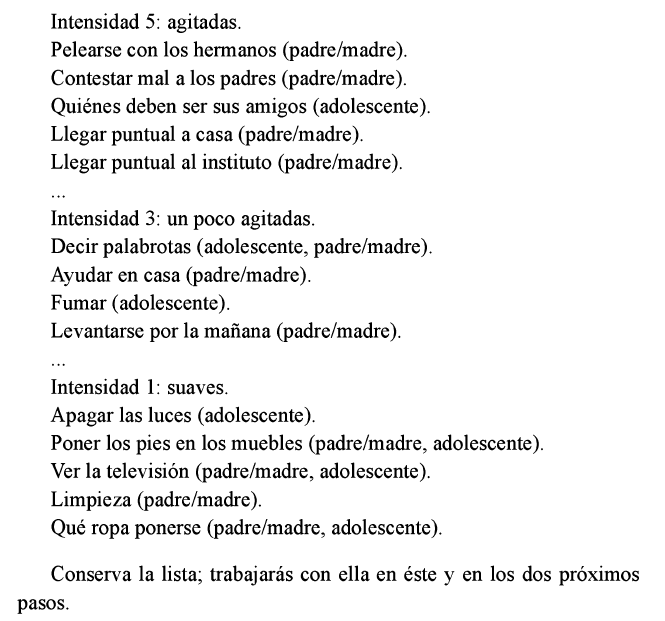 Intensidad 5: agitadas.
Pelearse con los hermanos (padre/madre).
Contestar mal a los padres (padre/madre).
Quiénes deben ser sus amigos (adolescente).
Llegar puntual a casa (padre/madre).
Llegar puntual al instituto (padre/madre).
...
Intensidad 3: un poco agitadas.
Decir palabrotas (adolescente, padre/madre).
Ayudar en casa (padre/madre).
Fumar (adolescente).
Levantarse por la mañana (padre/madre).
...
Intensidad 1: suaves.
Apagar las luces (adolescente).
Poner los pies en los muebles (padre/madre, adolescente).
Ver la televisión (padre/madre, adolescente).
Limpieza (padre/madre).
Qué ropa ponerse (padre/madre, adolescente).
Conserva la lista; trabajarás con ella en éste y en los dos próximos
pasos.